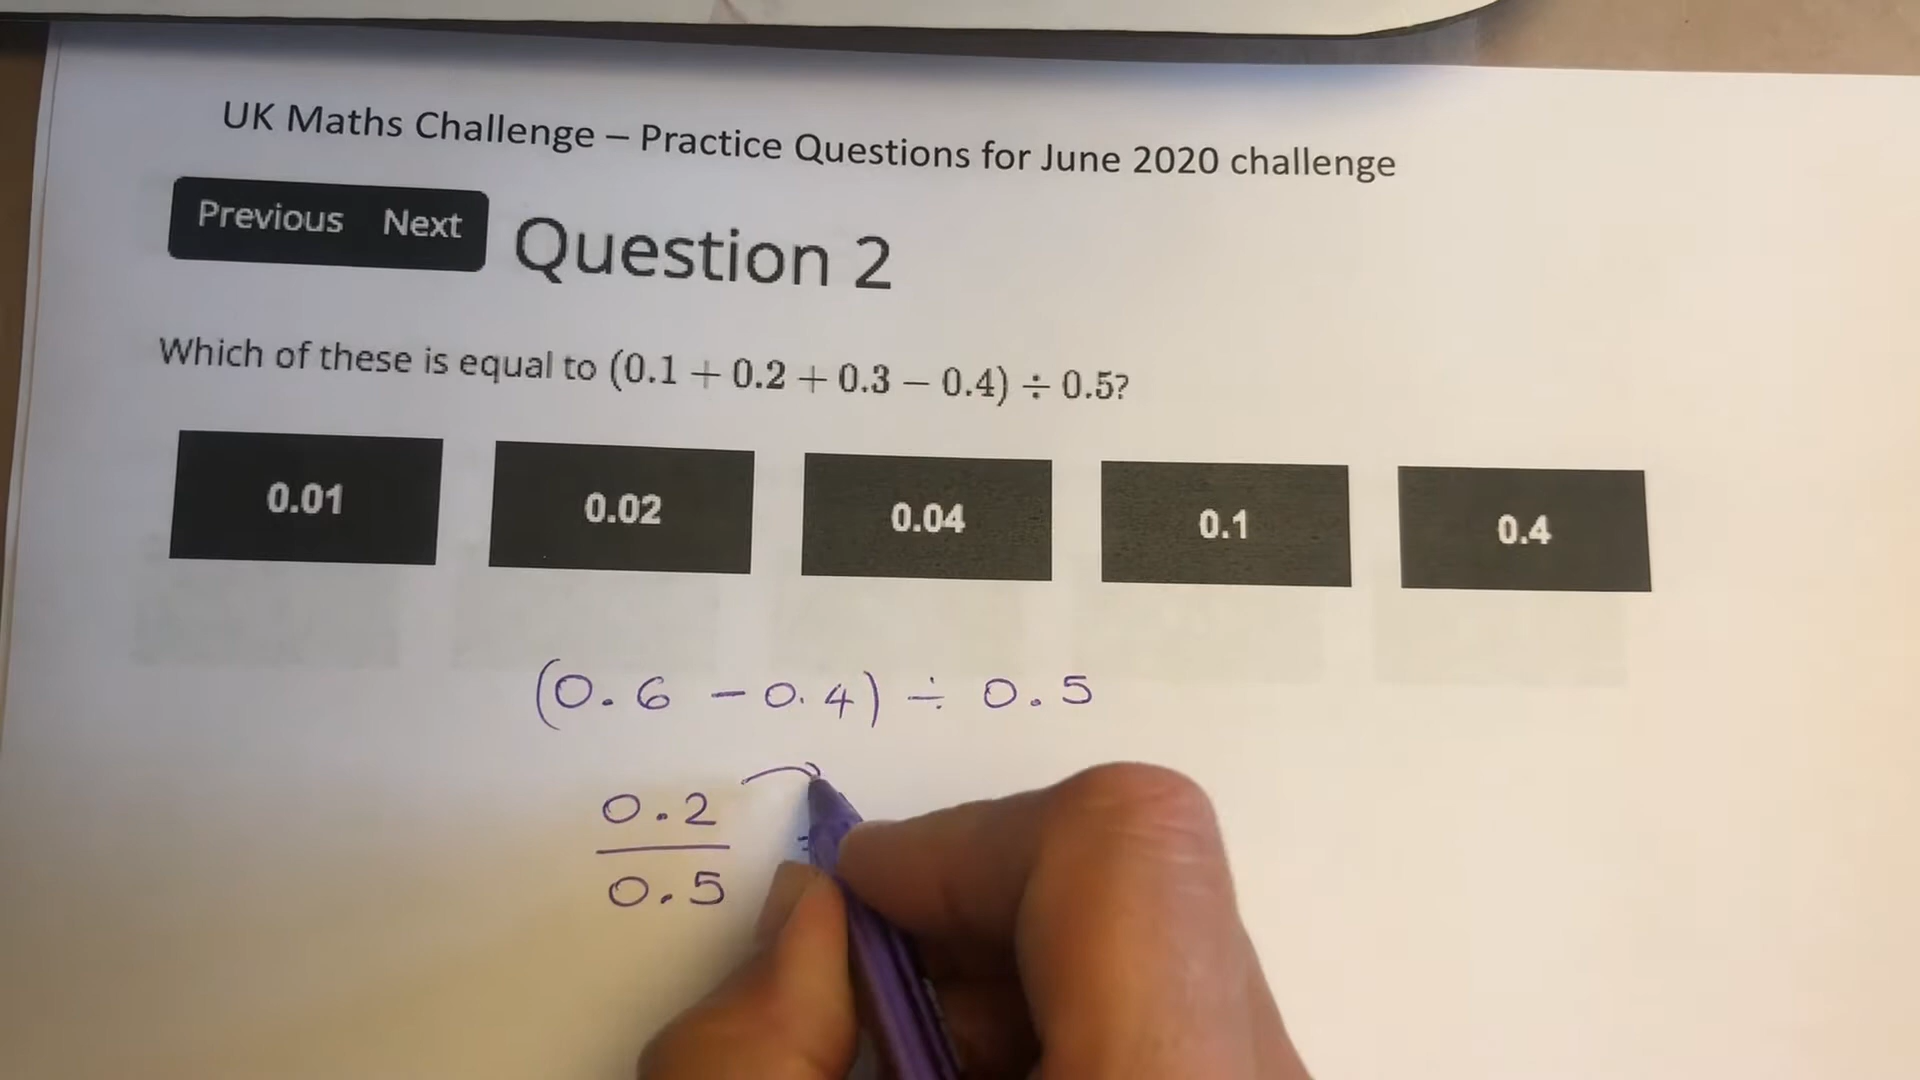 UK Maths Challenge – Practice Questions for June 2020 challenge
Previous Next
Question 2
Which of these is equal to (0.1 + 0.2 + 0.3 − 0.4) ÷ 0.5?
0.01 0.02 0.04 0.1 0.4
(0.6 − 0.4) ÷ 0.5
0.2
0.5